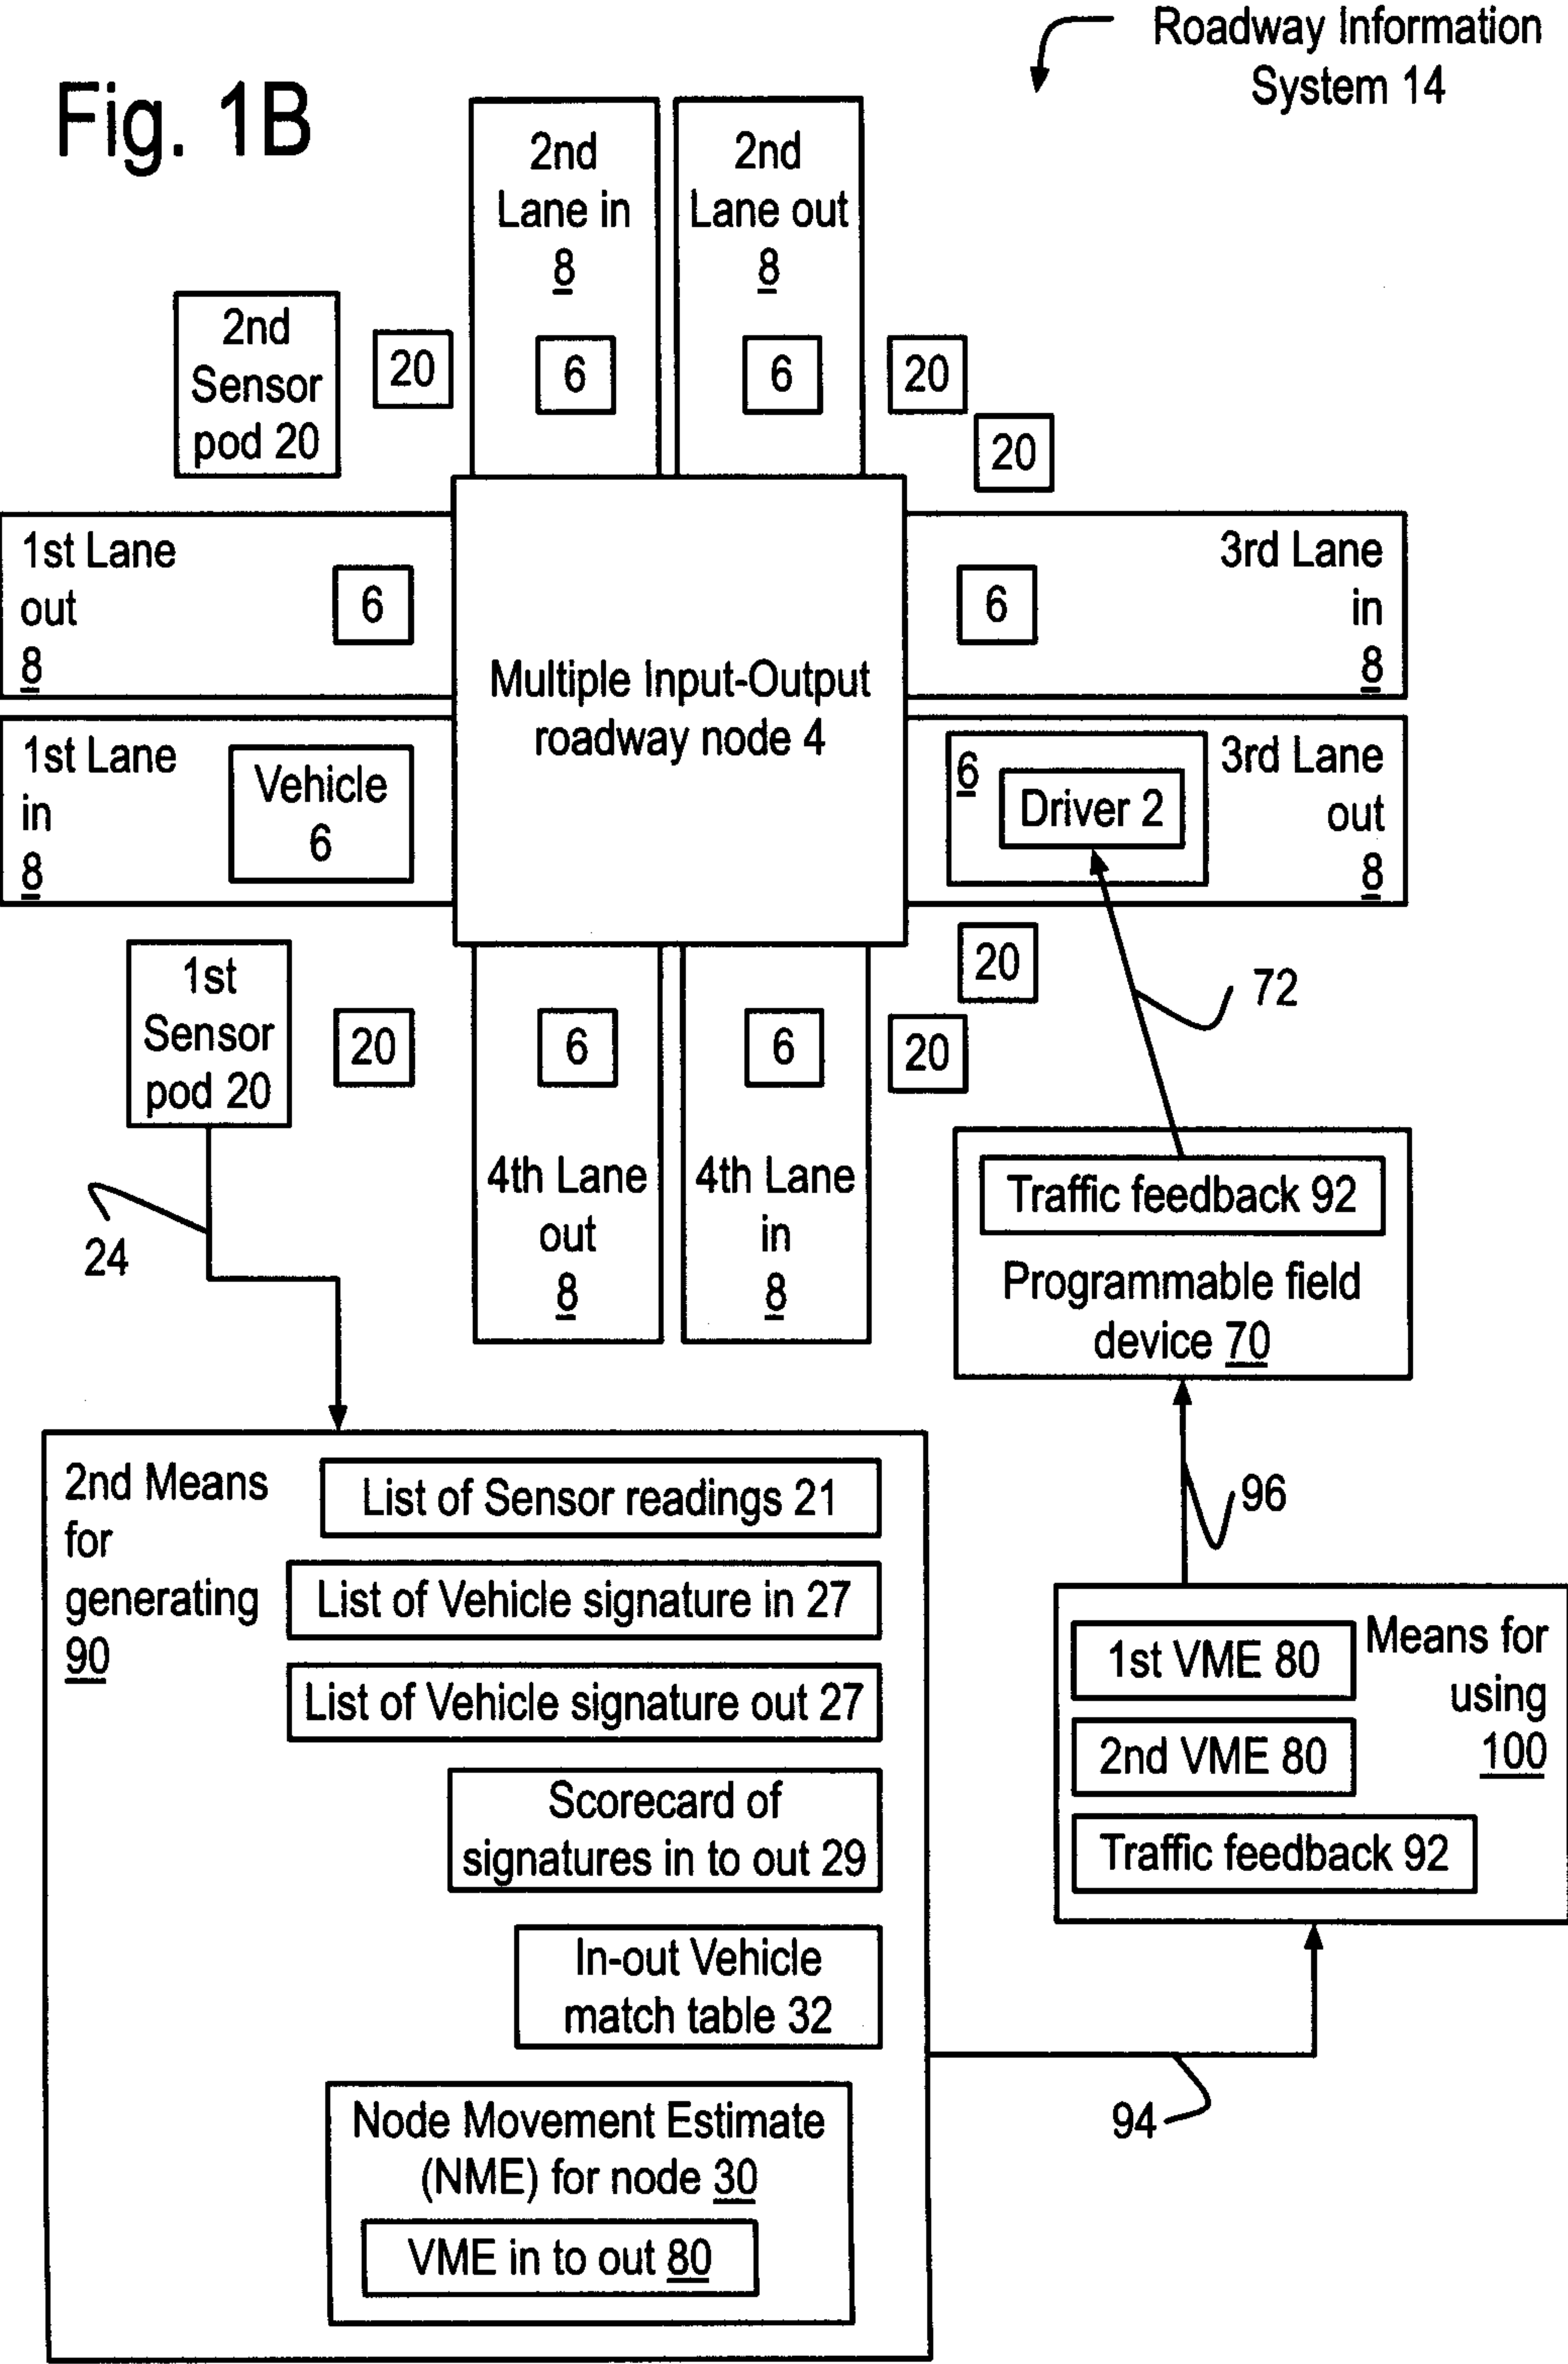 Roadway Information
System 14
Fig. 1B
2nd
Lane in
8
2nd
Lane out
8
2nd
Sensor
pod 20
20
6
6
20
20
1st Lane
out
8
6
6
3rd Lane
in
8
Multiple Input-Output
roadway node 4
1st Lane
in
8
Vehicle
6
6
Driver 2
3rd Lane
out
8
1st
Sensor
pod 20
20
6
6
20
20
72
24
4th Lane
out
8
4th Lane
in
8
Traffic feedback 92
Programmable field
device 70
96
2nd Means
for
generating
90
List of Sensor readings 21
List of Vehicle signature in 27
List of Vehicle signature out 27
Scorecard of
signatures in to out 29
In-out Vehicle
match table 32
Node Movement Estimate
(NME) for node 30
VME in to out 80
1st VME 80
2nd VME 80
Traffic feedback 92
Means for
using
100
94